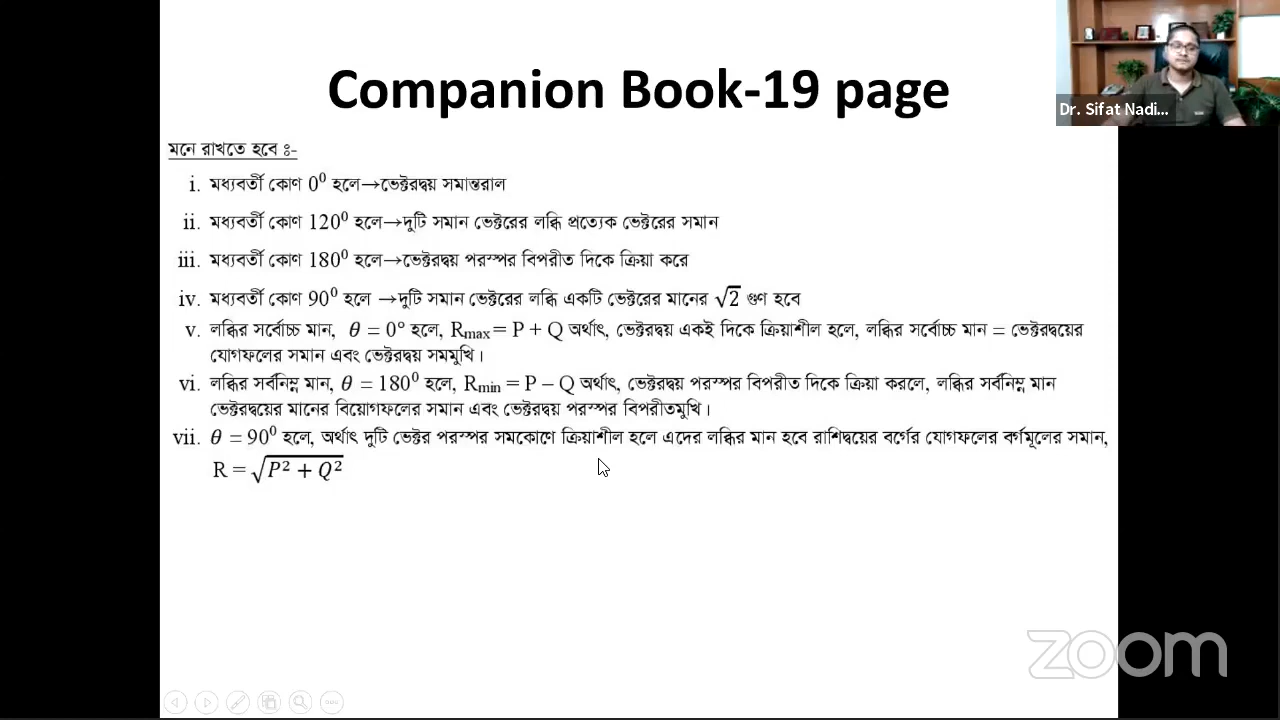 Companion Book-19 page
Dr. Sifat Nadi...
মনে রাখতে হবে ঃ-
i. মধ্যবর্তী কোণ 0⁰ হলে→ভেক্টরদ্বয় সমান্তরাল
ii. মধ্যবর্তী কোণ 120⁰ হলে→দুটি সমান ভেক্টরের লব্ধি প্রত্যেক ভেক্টরের সমান
iii. মধ্যবর্তী কোণ 180⁰ হলে→ভেক্টরদ্বয় পরস্পর বিপরীত দিকে ক্রিয়া করে
iv. মধ্যবর্তী কোণ 90⁰ হলে →দুটি সমান ভেক্টরের লব্ধি একটি ভেক্টরের মানের √2 গুণ হবে
v. লব্ধির সর্বোচ্চ মান, θ = 0° হলে, Rmax = P + Q অর্থাৎ, ভেক্টরদ্বয় একই দিকে ক্রিয়াশীল হলে, লব্ধির সর্বোচ্চ মান = ভেক্টরদ্বয়ের
যোগফলের সমান এবং ভেক্টরদ্বয় সমমুখি।
vi. লব্ধির সর্বনিম্ন মান, θ = 180⁰ হলে, Rmin = P – Q অর্থাৎ, ভেক্টরদ্বয় পরস্পর বিপরীত দিকে ক্রিয়া করলে, লব্ধির সর্বনিম্ন মান
ভেক্টরদ্বয়ের মানের বিয়োগফলের সমান এবং ভেক্টরদ্বয় পরস্পর বিপরীতমুখি।
vii. θ = 90⁰ হলে, অর্থাৎ দুটি ভেক্টর পরস্পর সমকোণে ক্রিয়াশীল হলে এদের লব্ধির মান হবে রাশিদ্বয়ের বর্গের যোগফলের বর্গমূলের সমান,
R = √(P² + Q²)
zoom